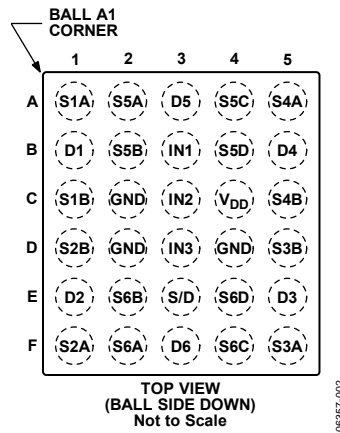 BALL A1
CORNER
1 2 3 4 5
A S1A S5A D5 S5C S4A
B D1 S5B IN1 S5D D4
C S1B GND IN2 VDD S4B
D S2B GND IN3 GND S3B
E D2 S6B S/D S6D D3
F S2A S6A D6 S6C S3A
TOP VIEW
(BALL SIDE DOWN)
Not to Scale
06357-002